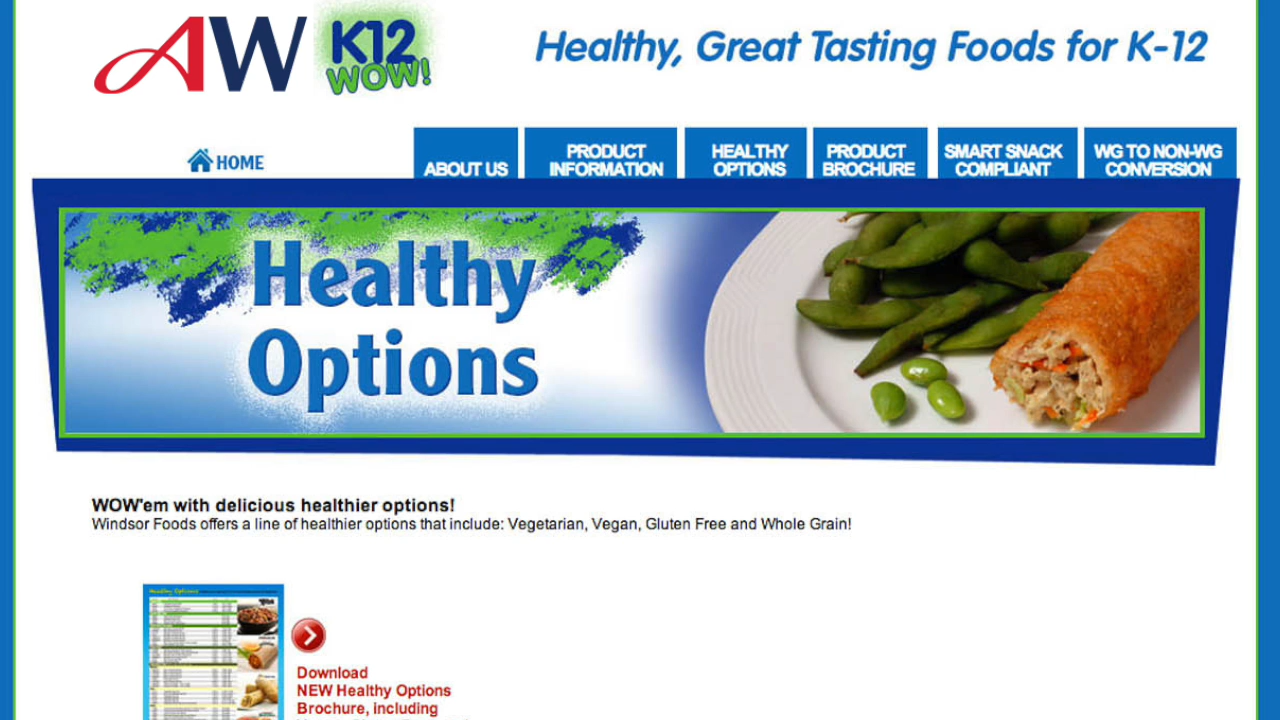 AW K12
WOW!
Healthy, Great Tasting Foods for K-12
HOME
ABOUT US
PRODUCT
INFORMATION
HEALTHY
OPTIONS
PRODUCT
BROCHURE
SMART SNACK
COMPLIANT
WG TO NON-WG
CONVERSION
Healthy
Options
WOW'em with delicious healthier options!
Windsor Foods offers a line of healthier options that include: Vegetarian, Vegan, Gluten Free and Whole Grain!
Healthy Options
Download
NEW Healthy Options
Brochure, including